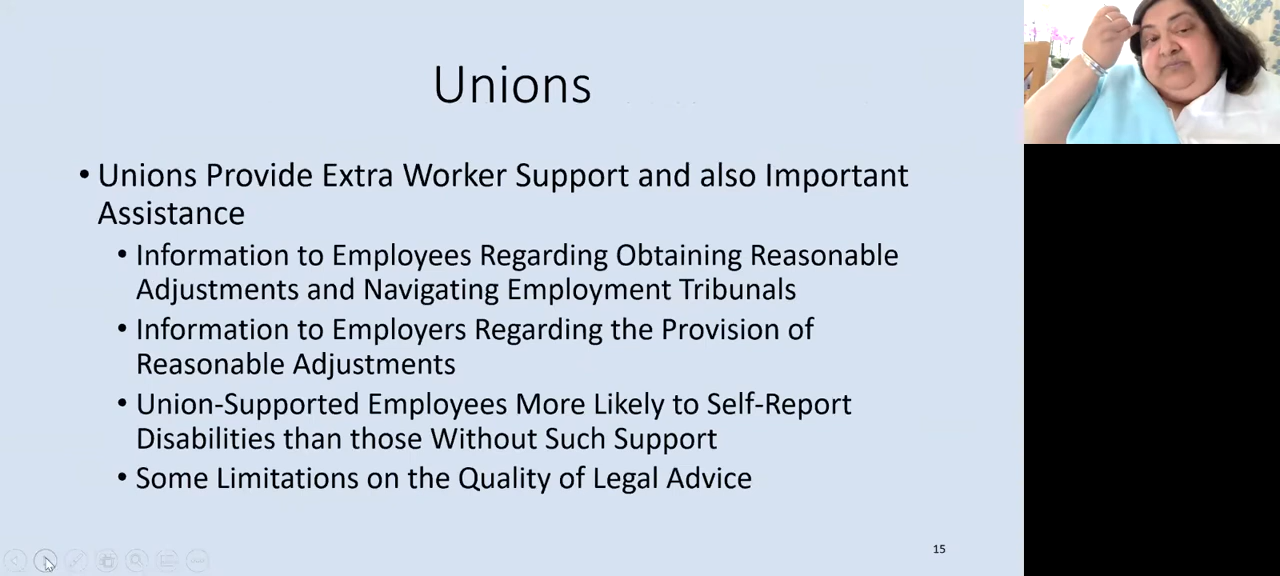 Unions
• Unions Provide Extra Worker Support and also Important
Assistance
• Information to Employees Regarding Obtaining Reasonable
Adjustments and Navigating Employment Tribunals
• Information to Employers Regarding the Provision of
Reasonable Adjustments
• Union-Supported Employees More Likely to Self-Report
Disabilities than those Without Such Support
• Some Limitations on the Quality of Legal Advice
15